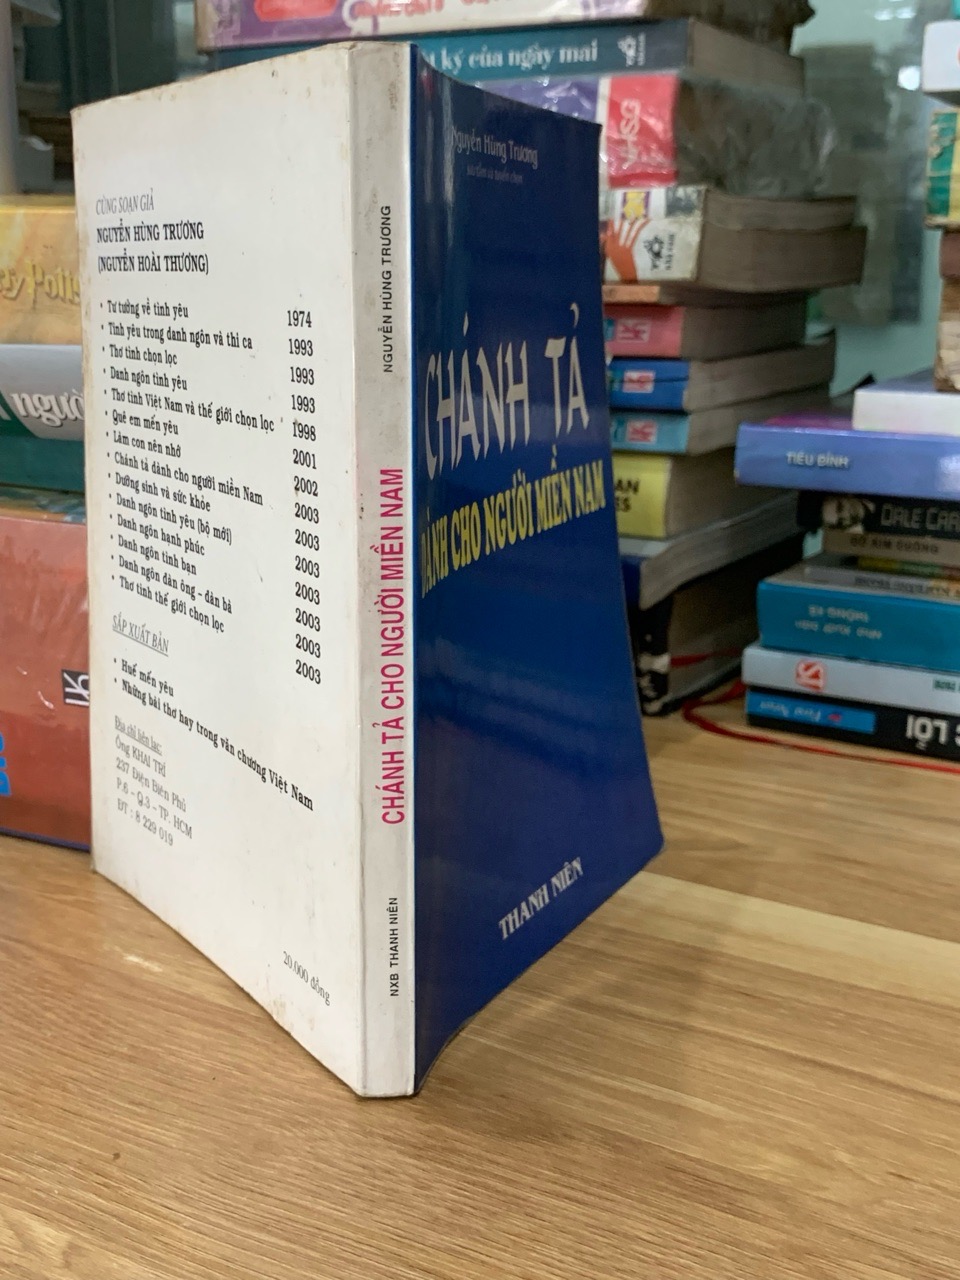 CÙNG SOẠN GIẢ
NGUYỄN HÙNG TRƯƠNG
(NGUYỄN HOÀI THƯƠNG)
• Tư tưởng về tình yêu 1974
• Tình yêu trong danh ngôn và thi ca 1993
• Thơ tình chọn lọc 1993
• Danh ngôn tình yêu 1993
• Thơ tình Việt Nam và thế giới chọn lọc 1998
• Quê em mến yêu 2001
• Làm con nên nhớ 2002
• Chánh tả dành cho người miền Nam 2003
• Dưỡng sinh và sức khỏe 2003
• Danh ngôn tình yêu (bộ mới) 2003
• Danh ngôn hạnh phúc 2003
• Danh ngôn tình bạn 2003
• Danh ngôn đàn ông - đàn bà 2003
• Thơ tình thế giới chọn lọc 2003
SẮP XUẤT BẢN
• Huế mến yêu
• Những bài thơ hay trong văn chương Việt Nam
Địa chỉ liên lạc:
Ông KHAI TRÍ
237 Điện Biên Phủ
P.6 - Q.3 - TP. HCM
ĐT : 8 229 019
20.000 đồng
NGUYỄN HÙNG TRƯƠNG
CHÁNH TẢ CHO NGƯỜI MIỀN NAM
NXB THANH NIÊN
Nguyễn Hùng Trương
sưu tầm và tuyển chọn
CHÁNH TẢ
DÀNH CHO NGƯỜI MIỀN NAM
THANH NIÊN
ký của ngày mai
TIỂU ĐÌNH
DALE CAR
LỐI
người